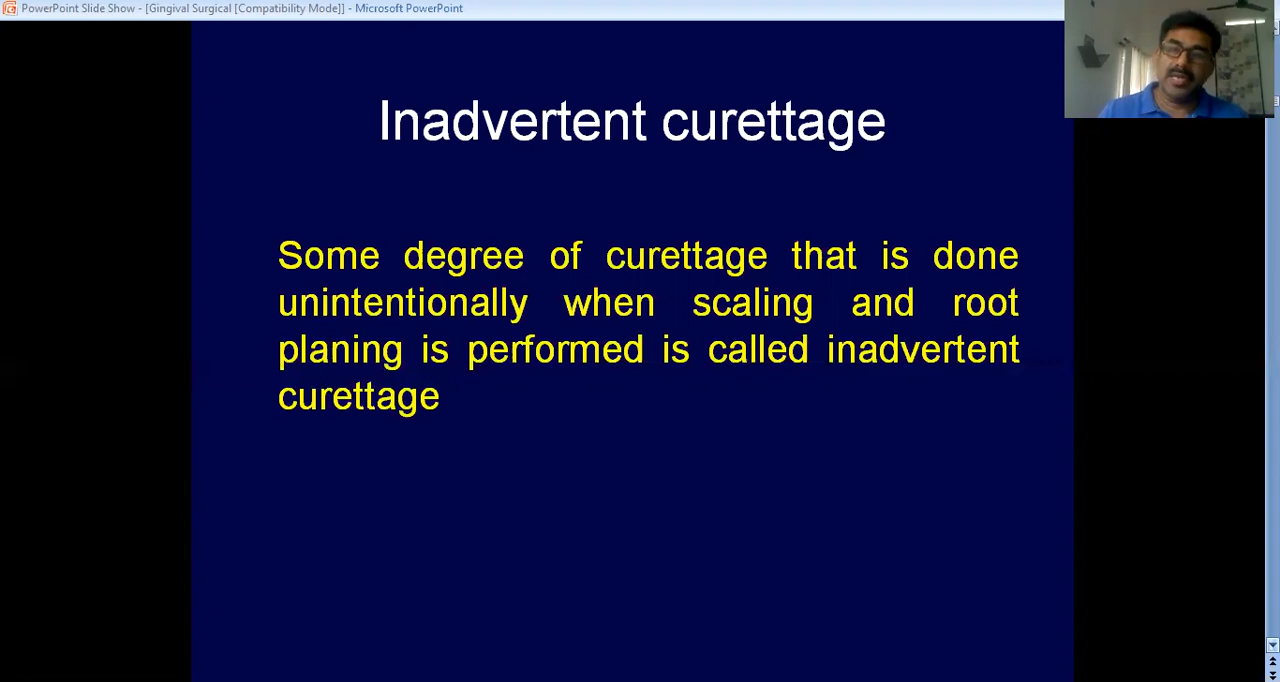 PowerPoint Slide Show - [Gingival Surgical [Compatibility Mode]] - Microsoft PowerPoint
Inadvertent curettage
Some degree of curettage that is done
unintentionally when scaling and root
planing is performed is called inadvertent
curettage